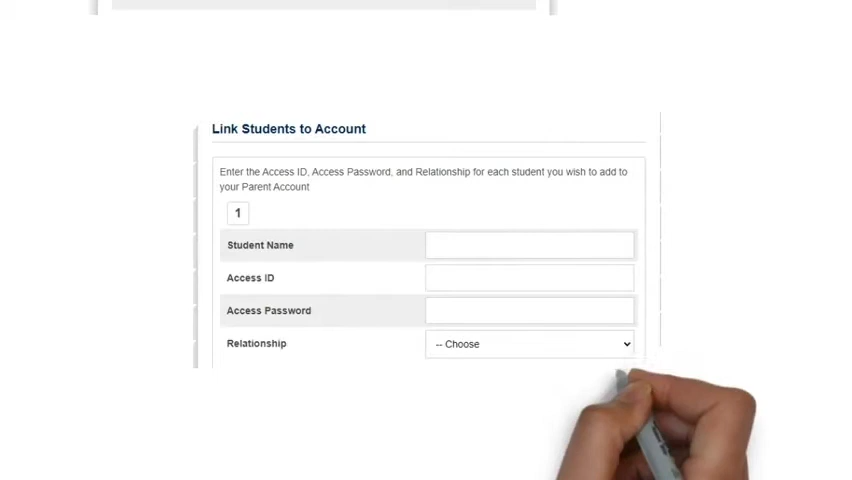 Link Students to Account
Enter the Access ID, Access Password, and Relationship for each student you wish to add to
your Parent Account
1
Student Name
Access ID
Access Password
Relationship
-- Choose